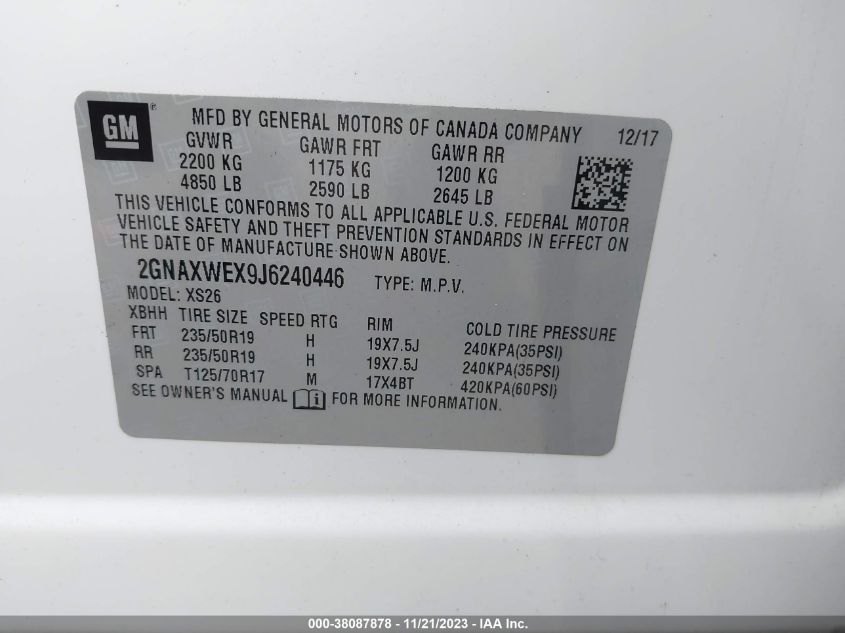 GM ® MFD BY GENERAL MOTORS OF CANADA COMPANY 12/17
GVWR GAWR FRT GAWR RR
2200 KG 1175 KG 1200 KG
4850 LB 2590 LB 2645 LB
THIS VEHICLE CONFORMS TO ALL APPLICABLE U.S. FEDERAL MOTOR
VEHICLE SAFETY AND THEFT PREVENTION STANDARDS IN EFFECT ON
THE DATE OF MANUFACTURE SHOWN ABOVE.
2GNAXWEX9J6240446 TYPE: M.P.V.
MODEL: XS26
XBHH TIRE SIZE SPEED RTG RIM COLD TIRE PRESSURE
FRT 235/50R19 H 19X7.5J 240KPA(35PSI)
RR 235/50R19 H 19X7.5J 240KPA(35PSI)
SPA T125/70R17 M 17X4BT 420KPA(60PSI)
SEE OWNER'S MANUAL FOR MORE INFORMATION.
000-38087878 - 11/21/2023 - IAA Inc.